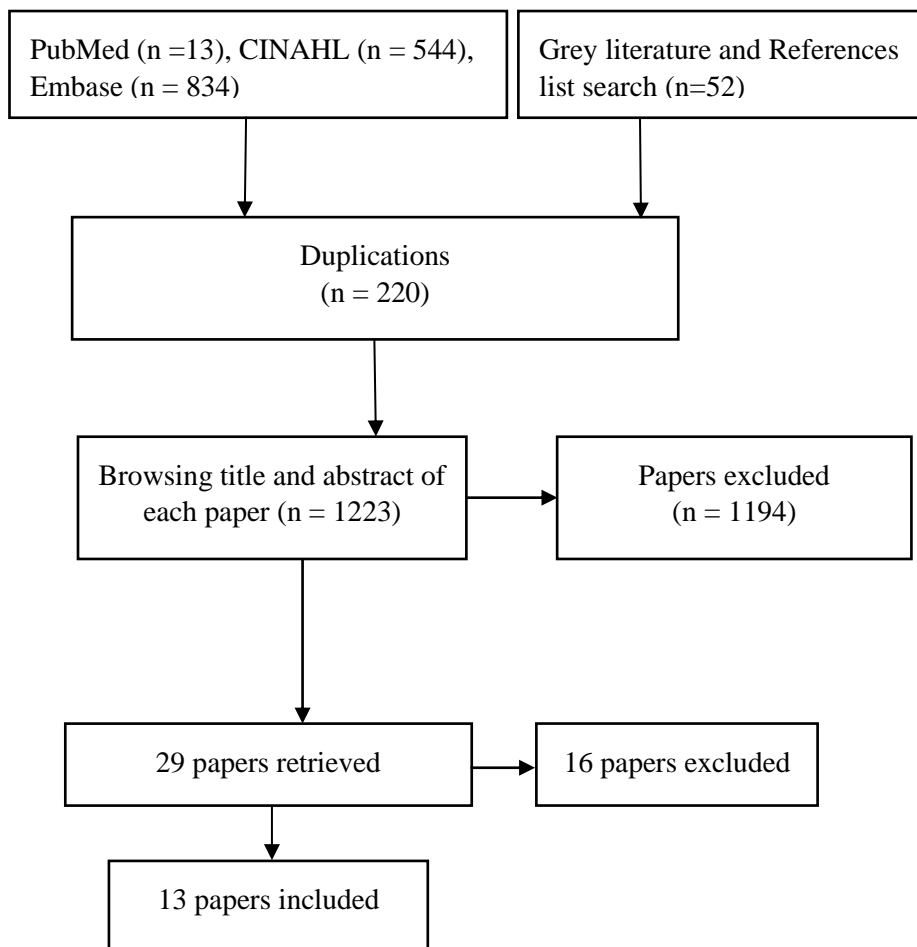 PubMed (n =13), CINAHL (n = 544),
Embase (n = 834)
Grey literature and References
list search (n=52)
Duplications
(n = 220)
Browsing title and abstract of
each paper (n = 1223)
Papers excluded
(n = 1194)
29 papers retrieved
16 papers excluded
13 papers included